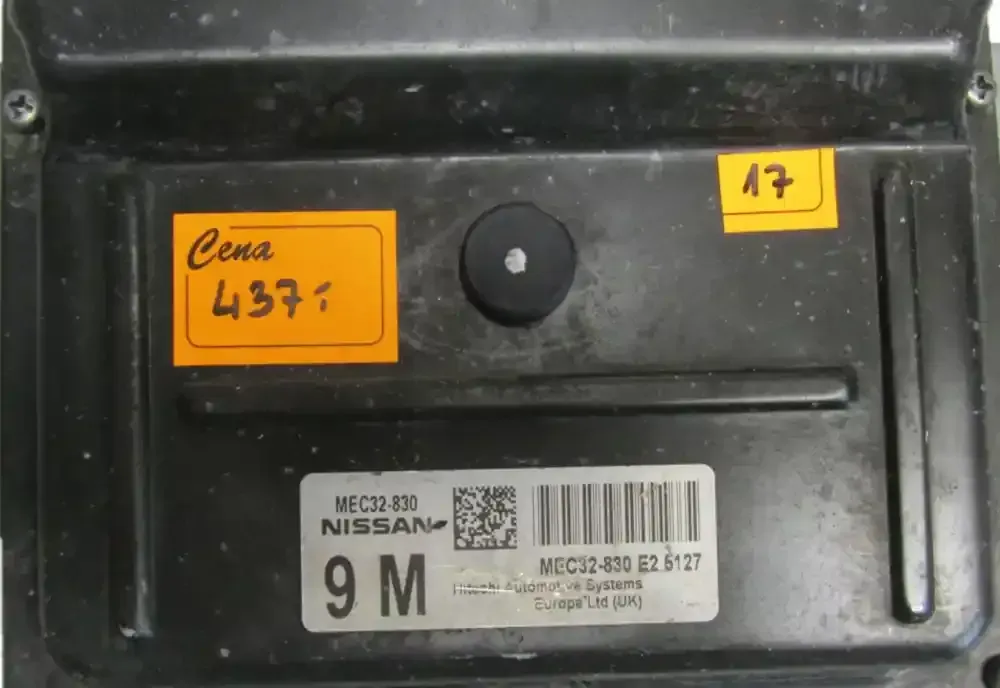 Cena
437,-
17
MEC32-830
NISSAN
9 M
MEC32-830 E2 5127
Hitachi Automotive Systems
Europe Ltd (UK)